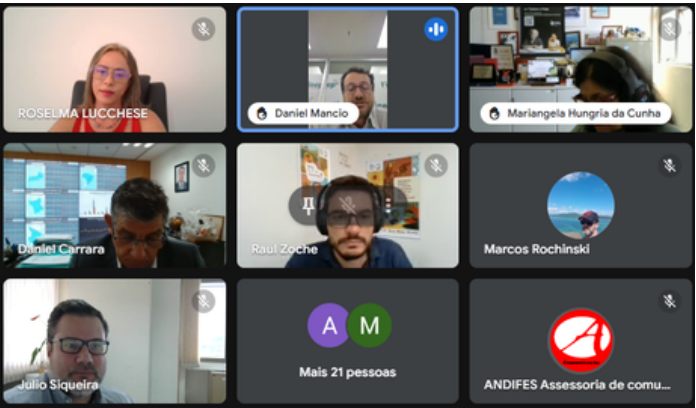 ROSELMA LUCCHESE
Daniel Mancio
Mariangela Hungria da Cunha
Daniel Carrara
Raul Zoche
Marcos Rochinski
Julio Siqueira
A M
Mais 21 pessoas
ANDIFES Assessoria de comu...